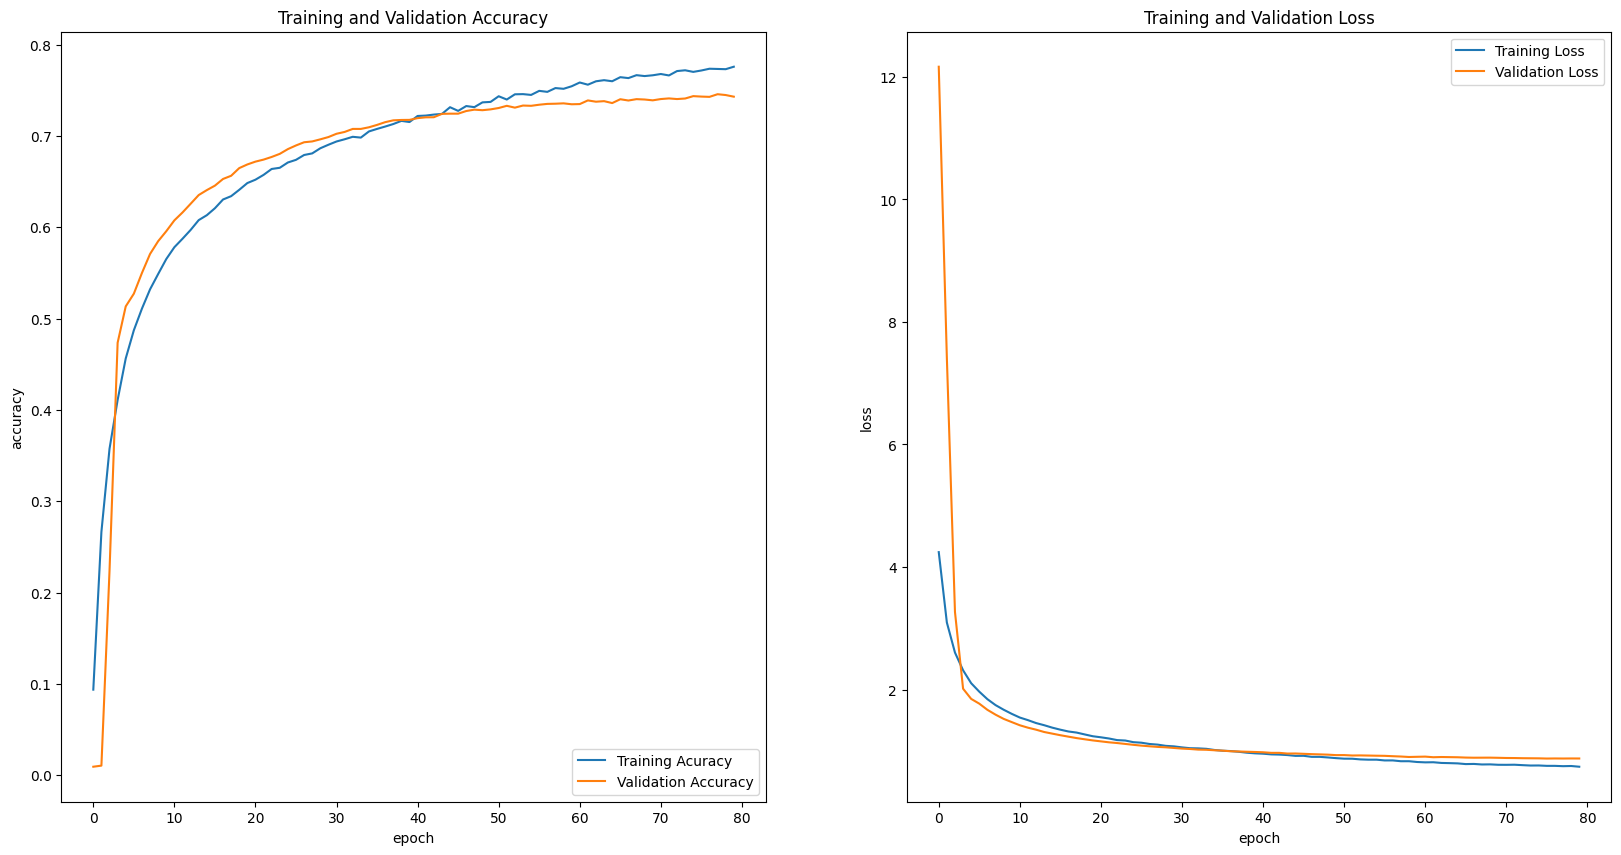 Training and Validation Accuracy
0.8
0.7
0.6
0.5
0.4
0.3
0.2
0.1
0.0
accuracy
Training Acuracy
Validation Accuracy
0 10 20 30 40 50 60 70 80
epoch
Training and Validation Loss
Training Loss
Validation Loss
12
10
8
6
4
2
loss
0 10 20 30 40 50 60 70 80
epoch